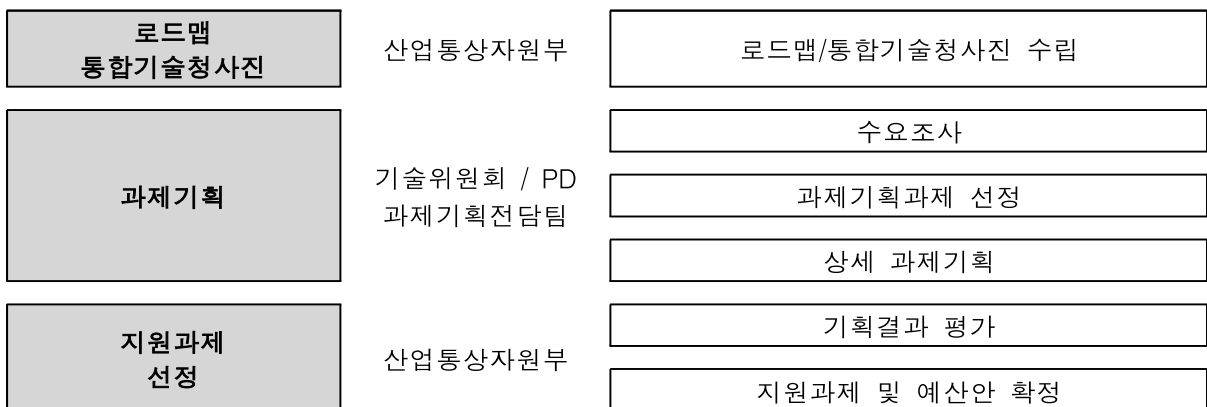 로드맵
통합기술청사진
산업통상자원부
로드맵/통합기술청사진 수립
과제기획
기술위원회 / PD
과제기획전담팀
수요조사
과제기획과제 선정
상세 과제기획
지원과제
선정
산업통상자원부
기획결과 평가
지원과제 및 예산안 확정